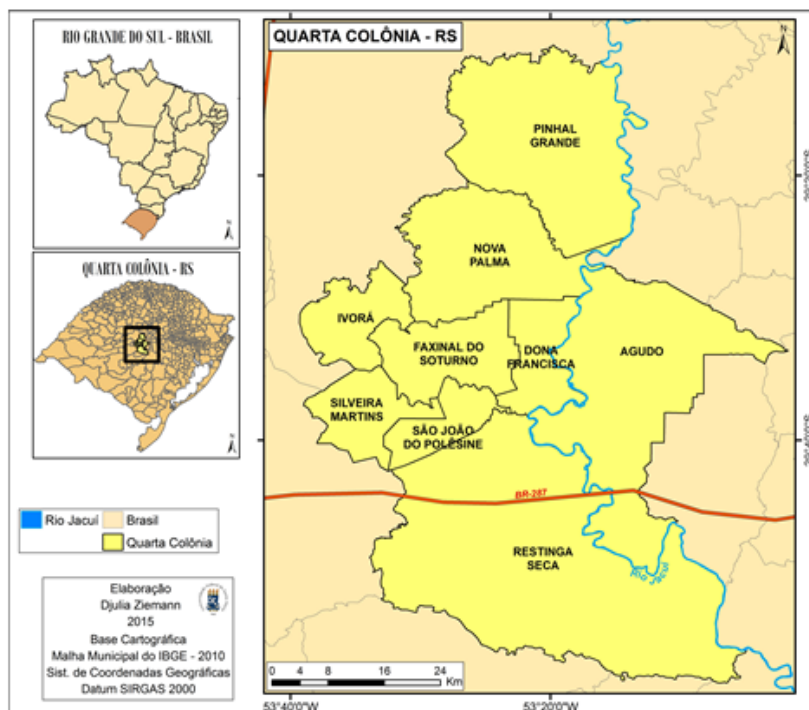 RIO GRANDE DO SUL - BRASIL
N
QUARTA COLÔNIA - RS
N
Rio Jacuí
Brasil
Quarta Colônia
Elaboração
Djulia Ziemann
2015
Base Cartográfica
Malha Municipal do IBGE - 2010
Sist. de Coordenadas Geográficas
Datum SIRGAS 2000
QUARTA COLÔNIA - RS
N
PINHAL
GRANDE
NOVA
PALMA
IVORÁ
FAXINAL DO
SOTURNO
DONA
FRANCISCA
AGUDO
SILVEIRA
MARTINS
SÃO JOÃO
DO POLÊSINE
BR-287
RESTINGA
SECA
Rio Jacuí
0 4 8 16 24
Km
53°40'0"W
53°20'0"W